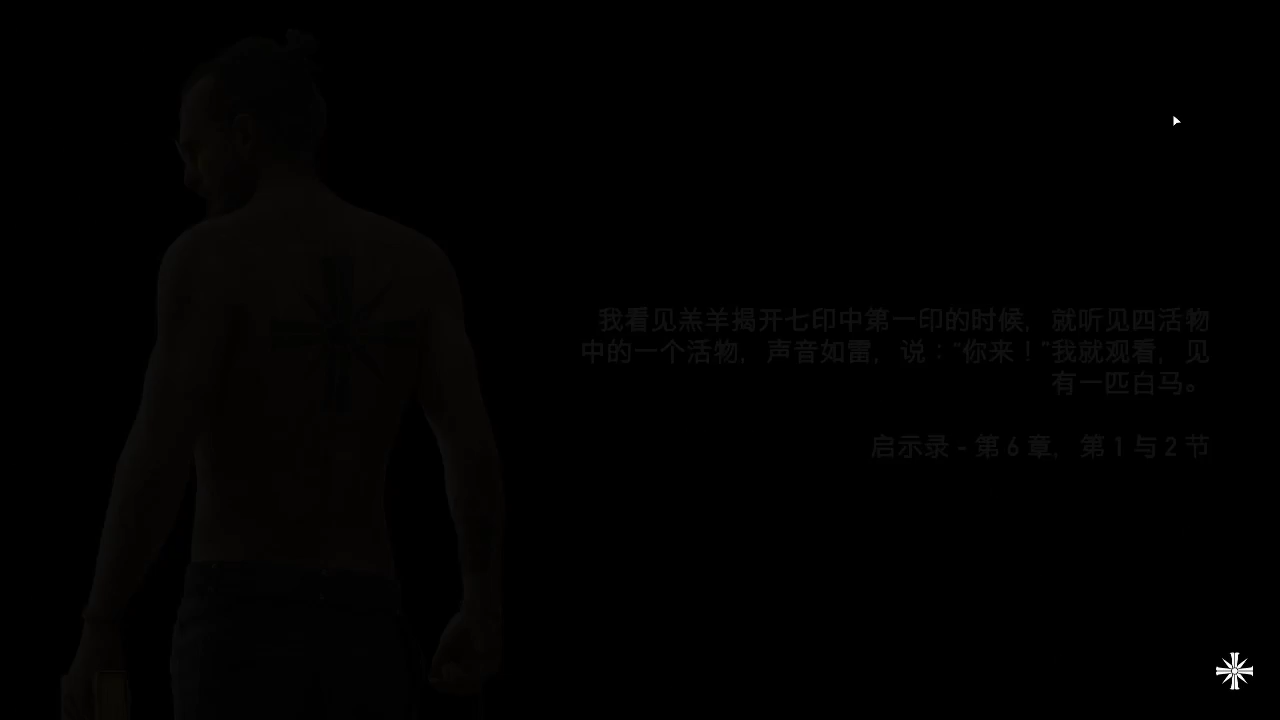 我看见羔羊揭开七印中第一印的时候，就听见四活物
中的一个活物，声音如雷，说："你来！"我就观看，见
有一匹白马。
启示录 - 第 6 章，第 1 与 2 节